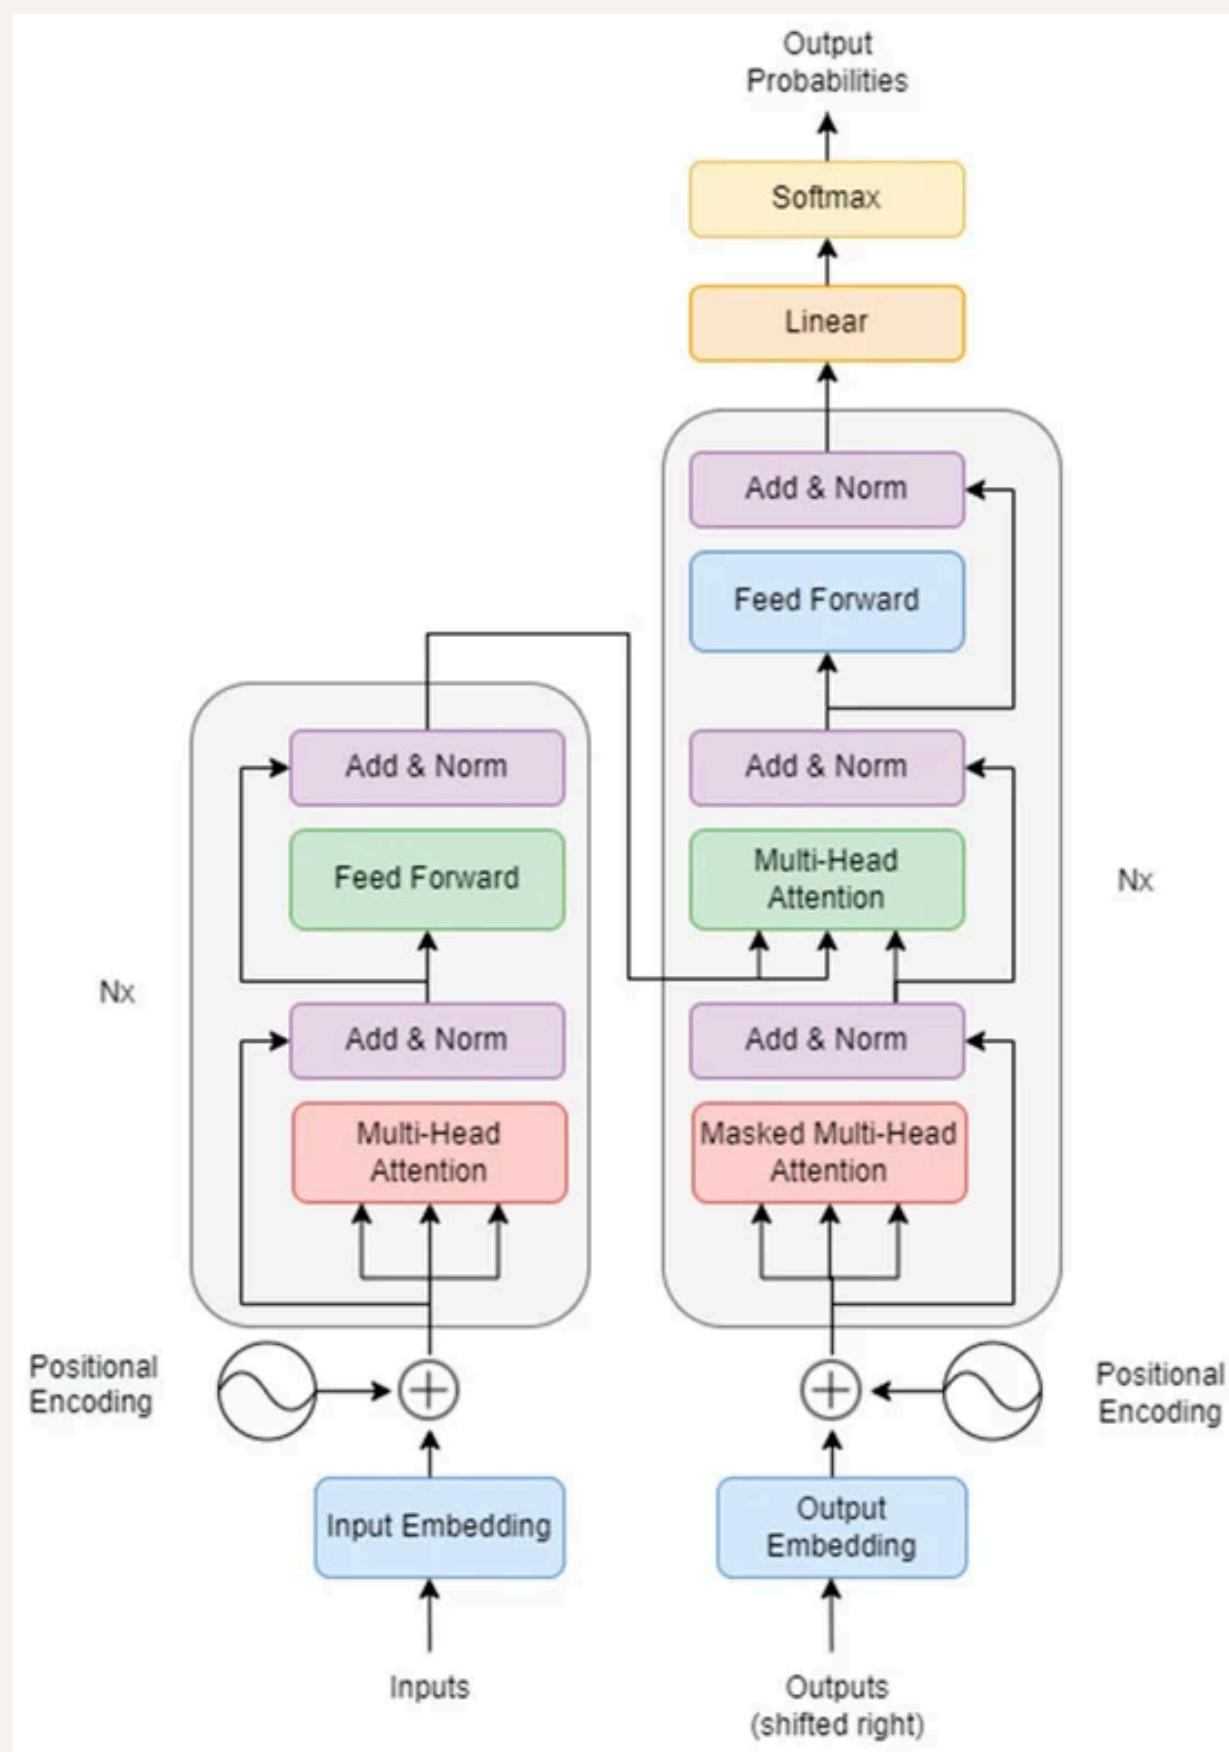 Output
Probabilities
Softmax
Linear
Add & Norm
Feed Forward
Add & Norm
Multi-Head
Attention
Nx
Add & Norm
Masked Multi-Head
Attention
Add & Norm
Feed Forward
Nx
Add & Norm
Multi-Head
Attention
Positional
Encoding
Positional
Encoding
Input Embedding
Output
Embedding
Inputs
Outputs
(shifted right)